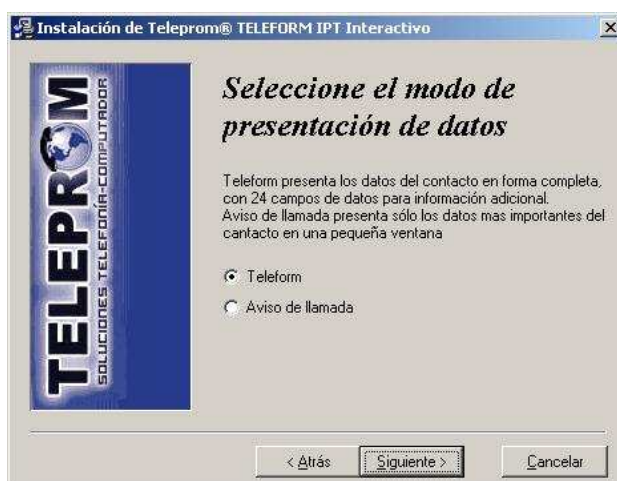 Instalación de Teleprom® TELEFORM IPT Interactivo
TELEPROM
SOLUCIONES TELEFONÍA-COMPUTADOR
Seleccione el modo de
presentación de datos
Teleform presenta los datos del contacto en forma completa,
con 24 campos de datos para información adicional.
Aviso de llamada presenta sólo los datos mas importantes del
cantacto en una pequeña ventana
Teleform
Aviso de llamada
< Atrás
Siguiente >
Cancelar